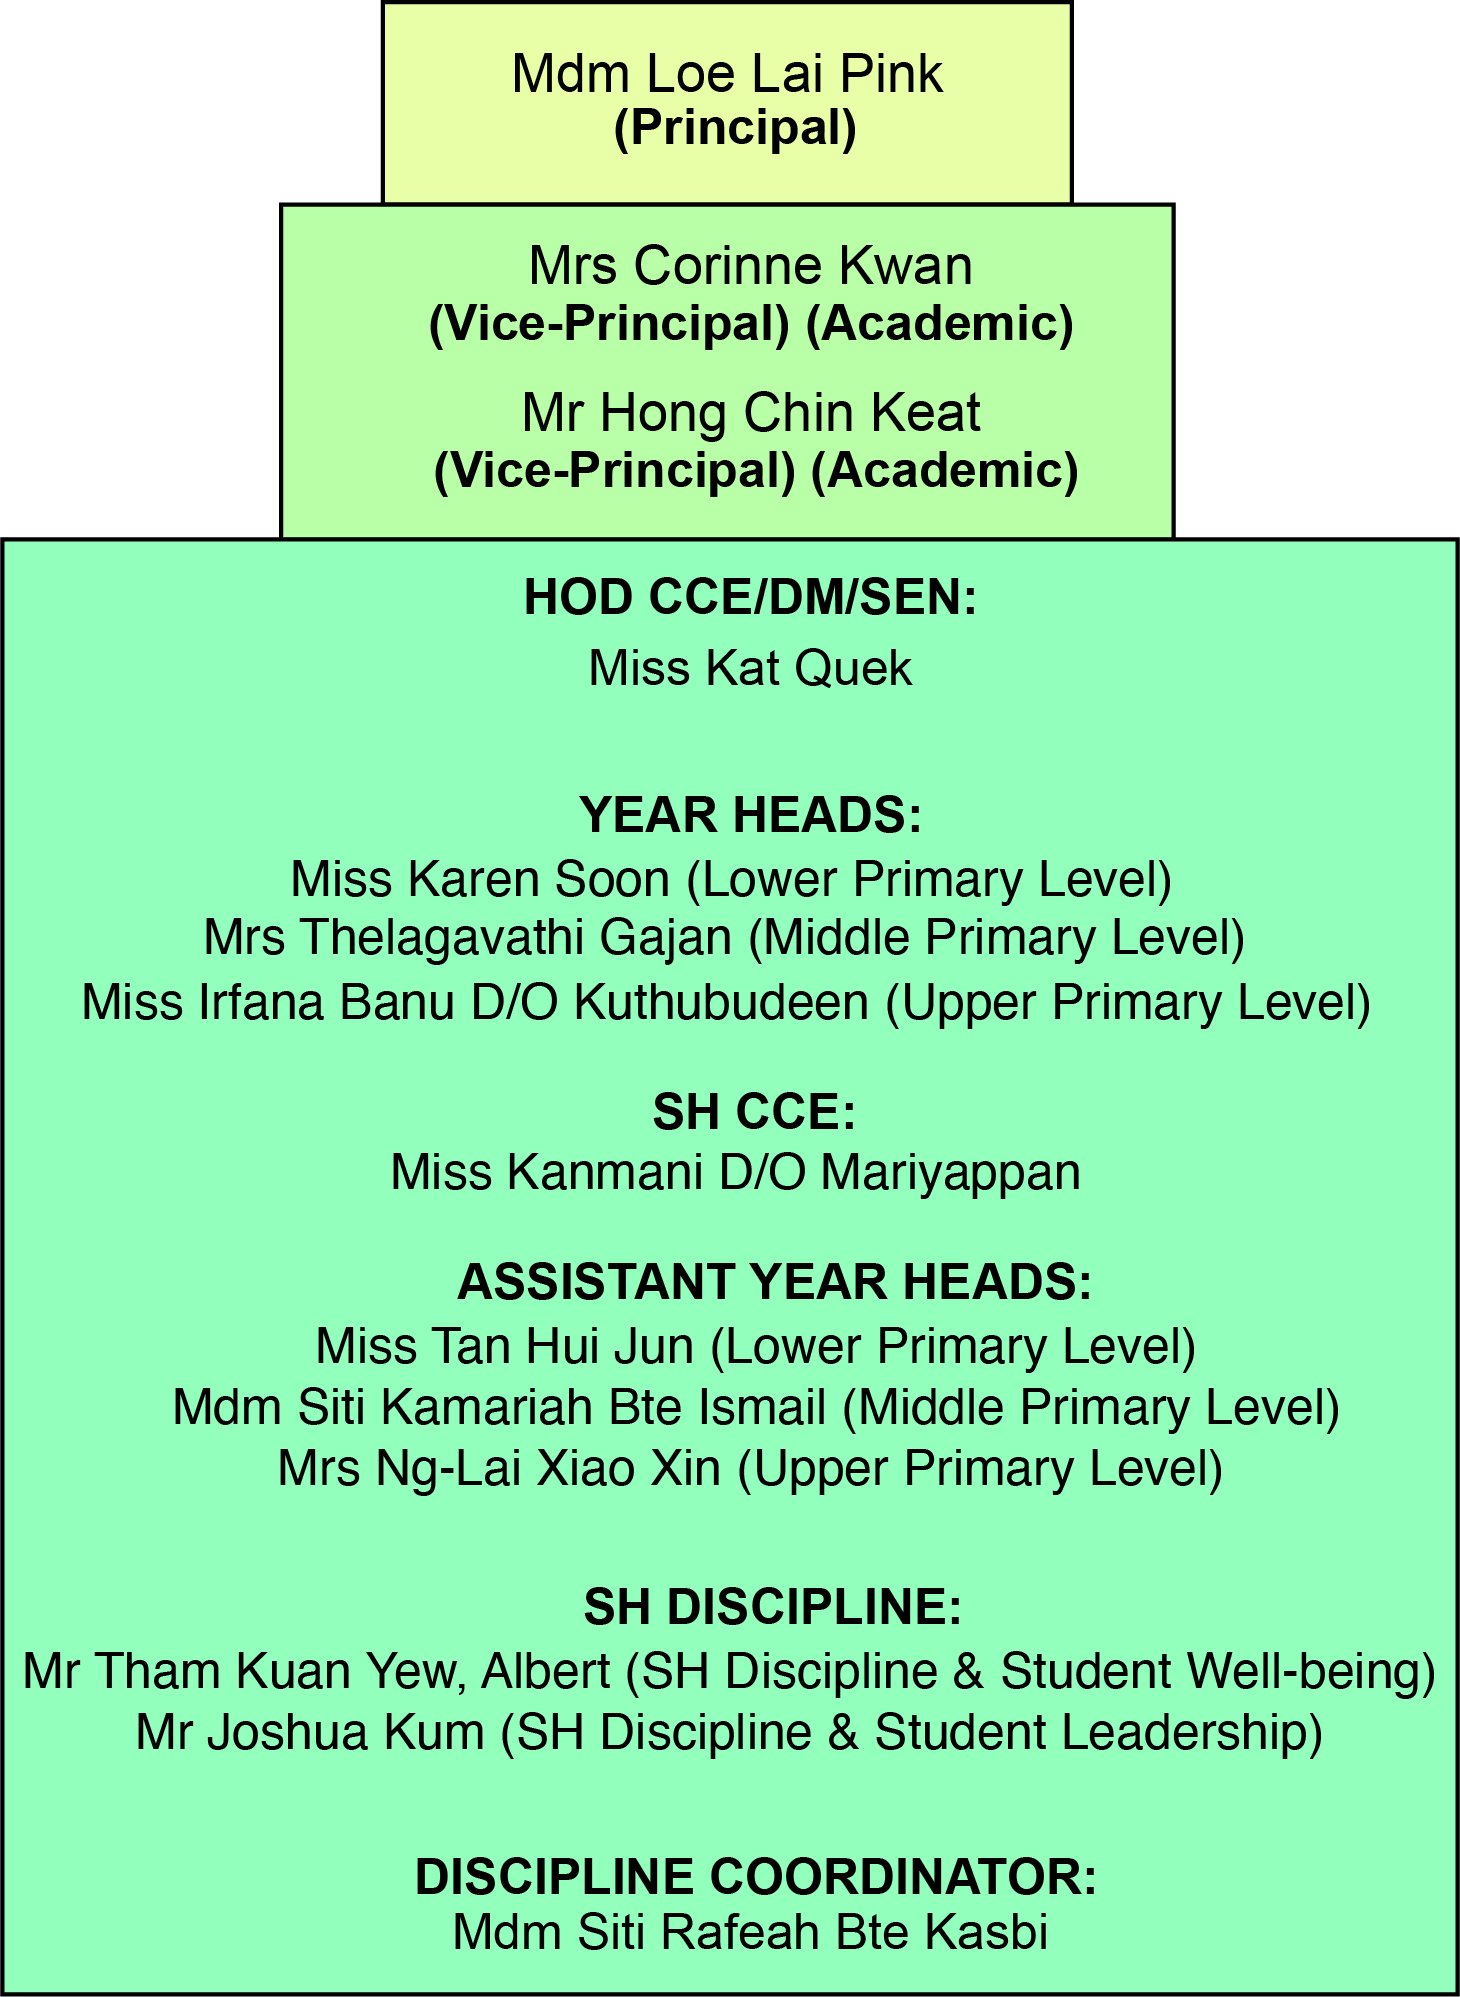 Mdm Loe Lai Pink
(Principal)
Mrs Corinne Kwan
(Vice-Principal) (Academic)
Mr Hong Chin Keat
(Vice-Principal) (Academic)
HOD CCE/DM/SEN:
Miss Kat Quek
YEAR HEADS:
Miss Karen Soon (Lower Primary Level)
Mrs Thelagavathi Gajan (Middle Primary Level)
Miss Irfana Banu D/O Kuthubudeen (Upper Primary Level)
SH CCE:
Miss Kanmani D/O Mariyappan
ASSISTANT YEAR HEADS:
Miss Tan Hui Jun (Lower Primary Level)
Mdm Siti Kamariah Bte Ismail (Middle Primary Level)
Mrs Ng-Lai Xiao Xin (Upper Primary Level)
SH DISCIPLINE:
Mr Tham Kuan Yew, Albert (SH Discipline & Student Well-being)
Mr Joshua Kum (SH Discipline & Student Leadership)
DISCIPLINE COORDINATOR:
Mdm Siti Rafeah Bte Kasbi